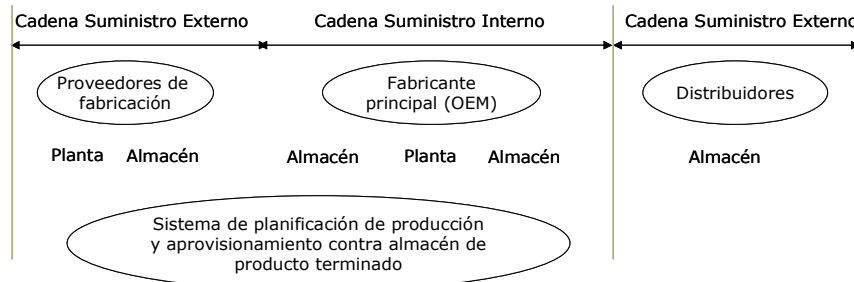 Cadena Suministro Externo
Cadena Suministro Interno
Cadena Suministro Externo
Proveedores de
fabricación
Fabricante
principal (OEM)
Distribuidores
Planta
Almacén
Almacén
Planta
Almacén
Almacén
Sistema de planificación de producción
y aprovisionamiento contra almacén de
producto terminado